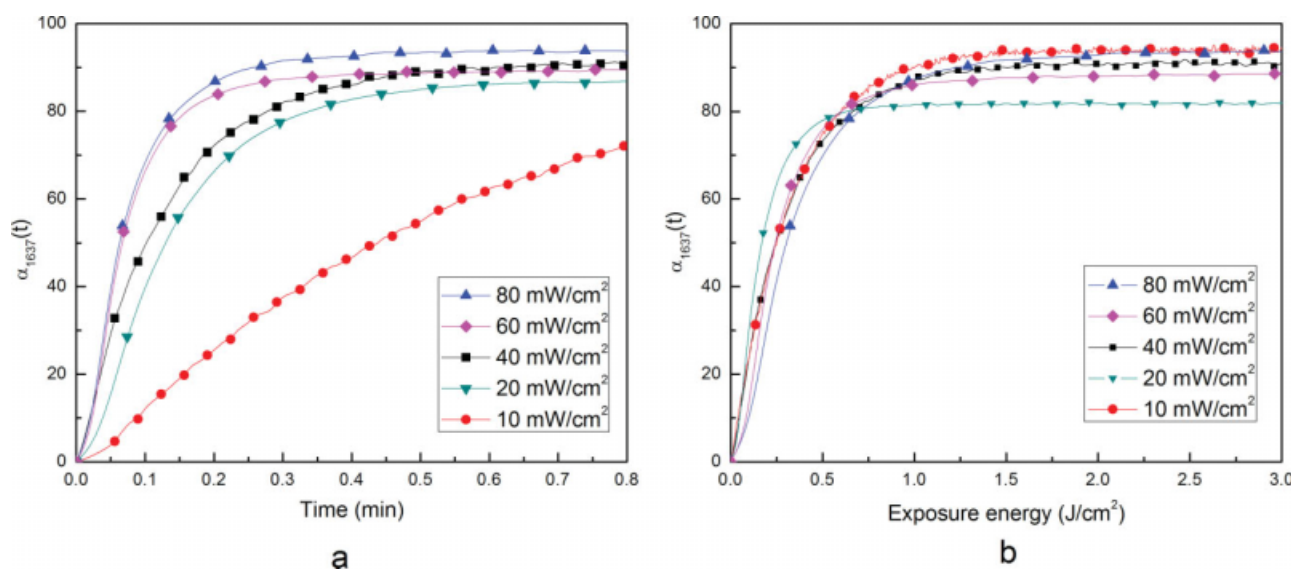 100
80
60
40
20
0
α₁₆₃₇(t)
80 mW/cm²
60 mW/cm²
40 mW/cm²
20 mW/cm²
10 mW/cm²
0.0 0.1 0.2 0.3 0.4 0.5 0.6 0.7 0.8
Time (min)
a
100
80
60
40
20
0
α₁₆₃₇(t)
80 mW/cm²
60 mW/cm²
40 mW/cm²
20 mW/cm²
10 mW/cm²
0.0 0.5 1.0 1.5 2.0 2.5 3.0
Exposure energy (J/cm²)
b